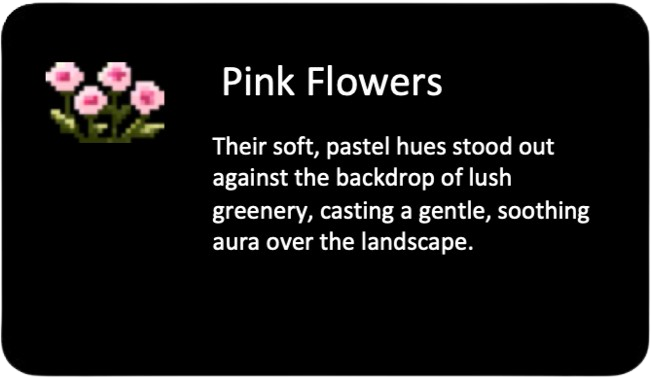 Pink Flowers
Their soft, pastel hues stood out
against the backdrop of lush
greenery, casting a gentle, soothing
aura over the landscape.